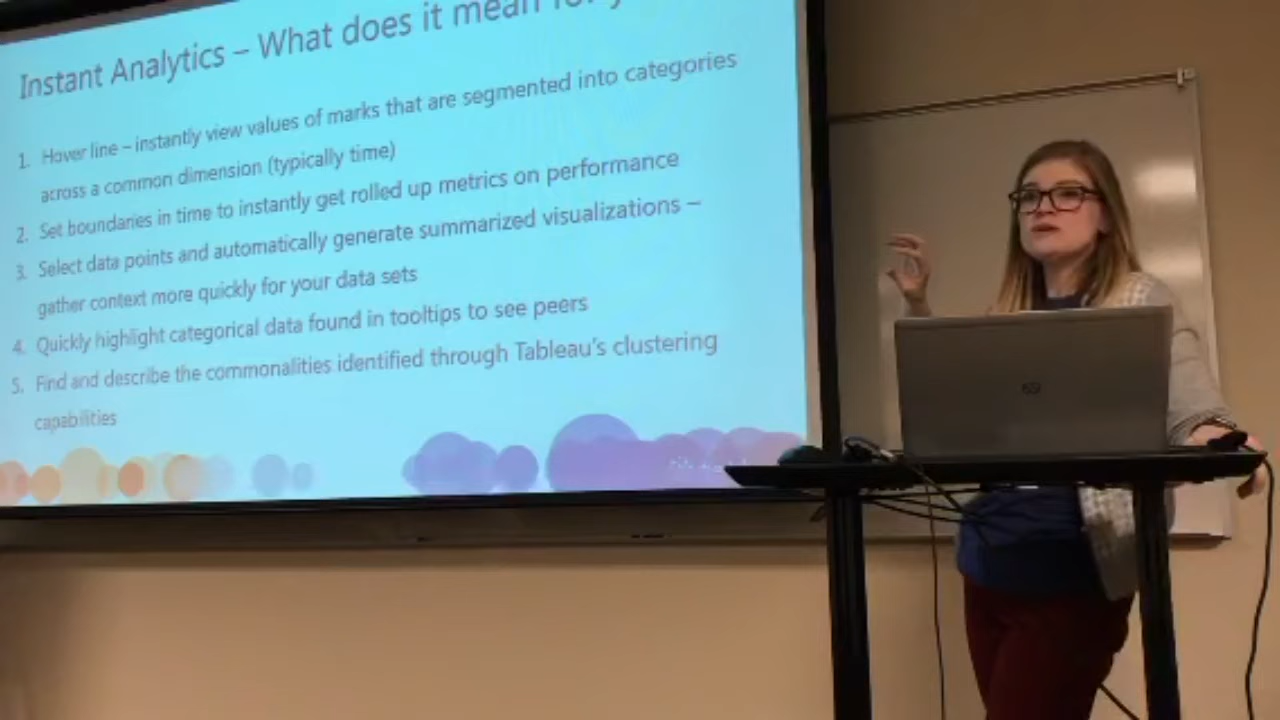 Instant Analytics – What does it mean for y
1. Hover line – instantly view values of marks that are segmented into categories
across a common dimension (typically time)
2. Set boundaries in time to instantly get rolled up metrics on performance
3. Select data points and automatically generate summarized visualizations –
gather context more quickly for your data sets
4. Quickly highlight categorical data found in tooltips to see peers
5. Find and describe the commonalities identified through Tableau's clustering
capabilities
hp